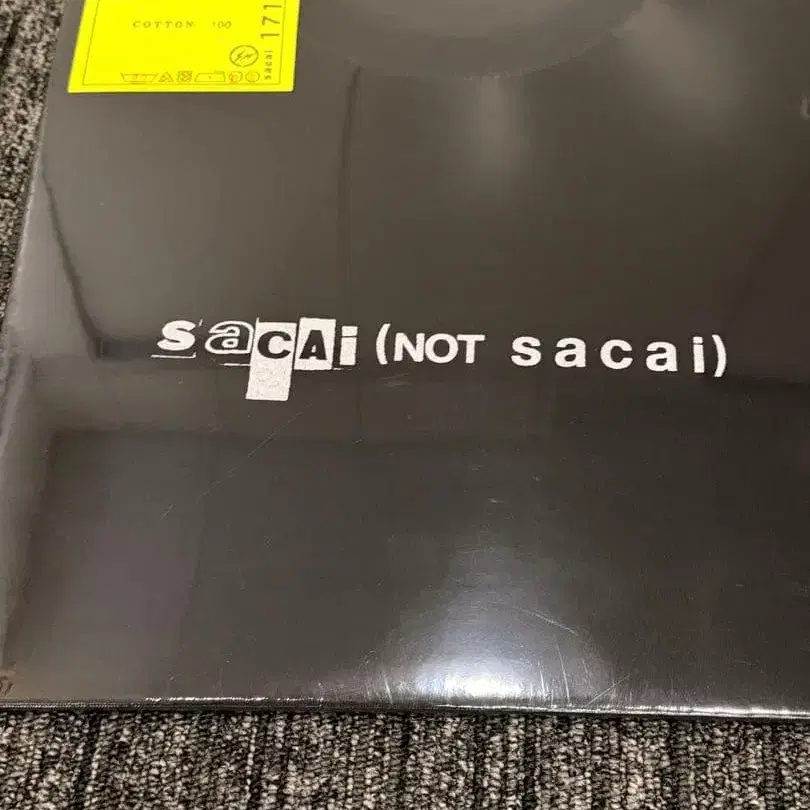 COTTON 100
171
sacai
saCAi (NOT sacai)